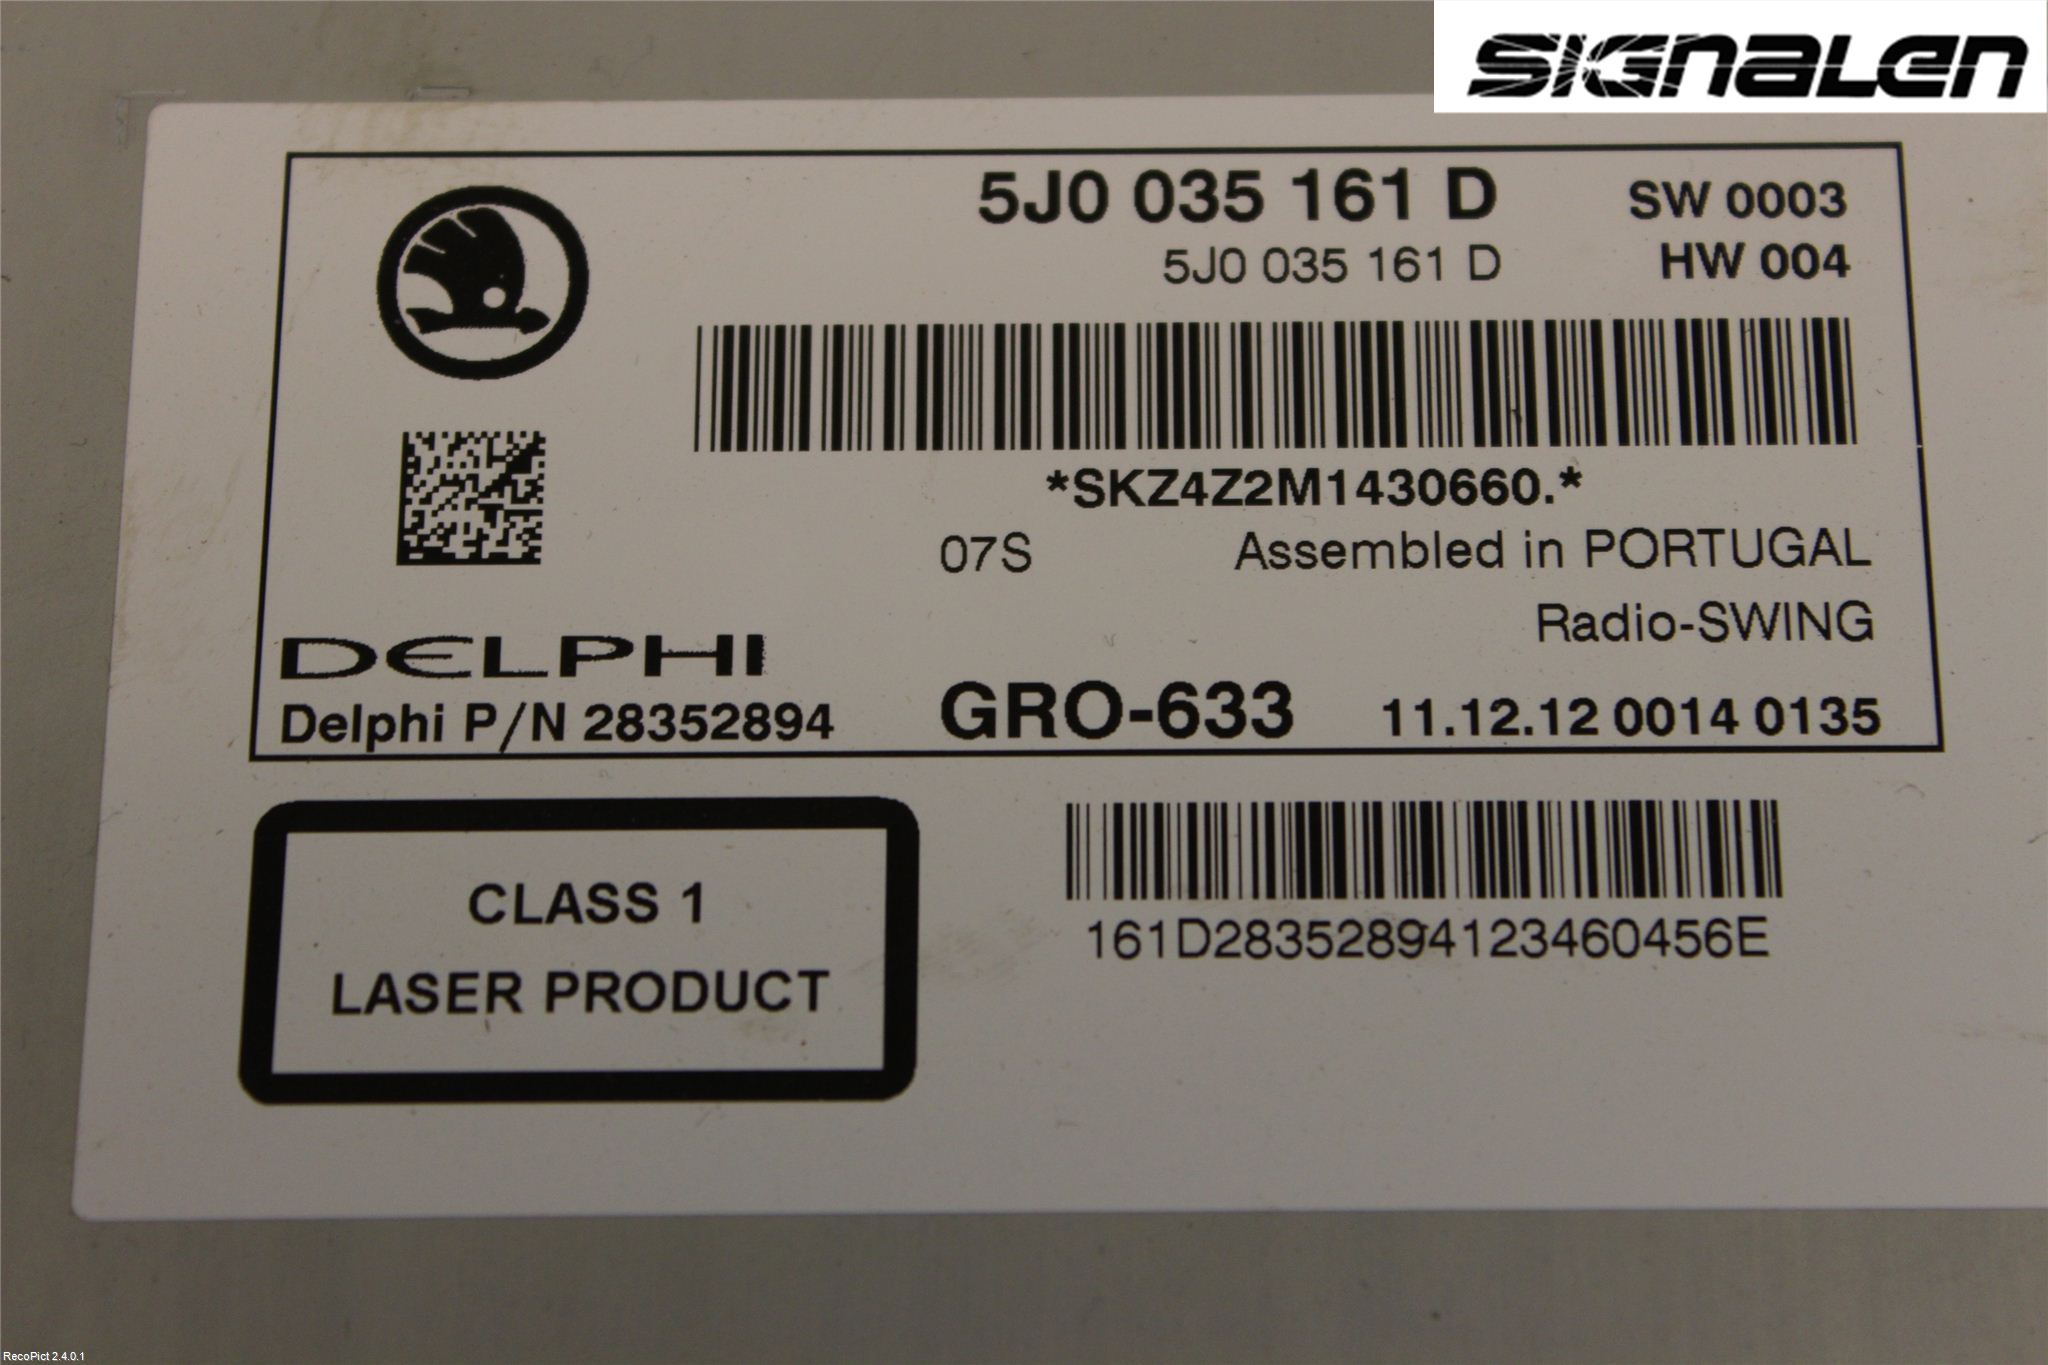 SIGNALEN
5J0 035 161 D SW 0003
5J0 035 161 D HW 004
*SKZ4Z2M1430660.*
07S Assembled in PORTUGAL
Radio-SWING
DELPHI
Delphi P/N 28352894 GRO-633 11.12.12 0014 0135
CLASS 1
LASER PRODUCT
161D28352894123460456E
RecoPict 2.4.0.1